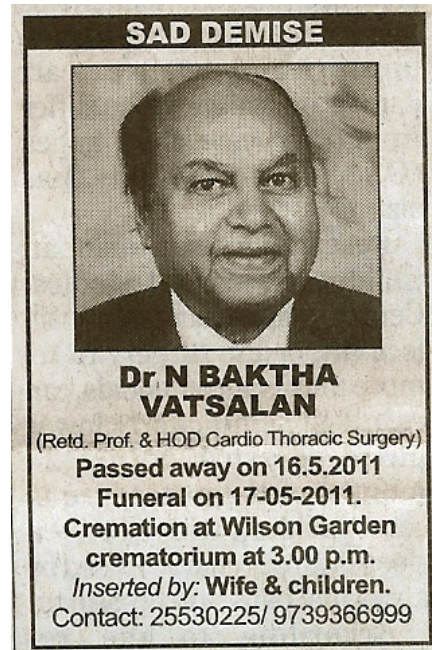 SAD DEMISE
Dr N BAKTHA
VATSALAN
(Retd. Prof. & HOD Cardio Thoracic Surgery)
Passed away on 16.5.2011
Funeral on 17-05-2011.
Cremation at Wilson Garden
crematorium at 3.00 p.m.
Inserted by: Wife & children.
Contact: 25530225/ 9739366999